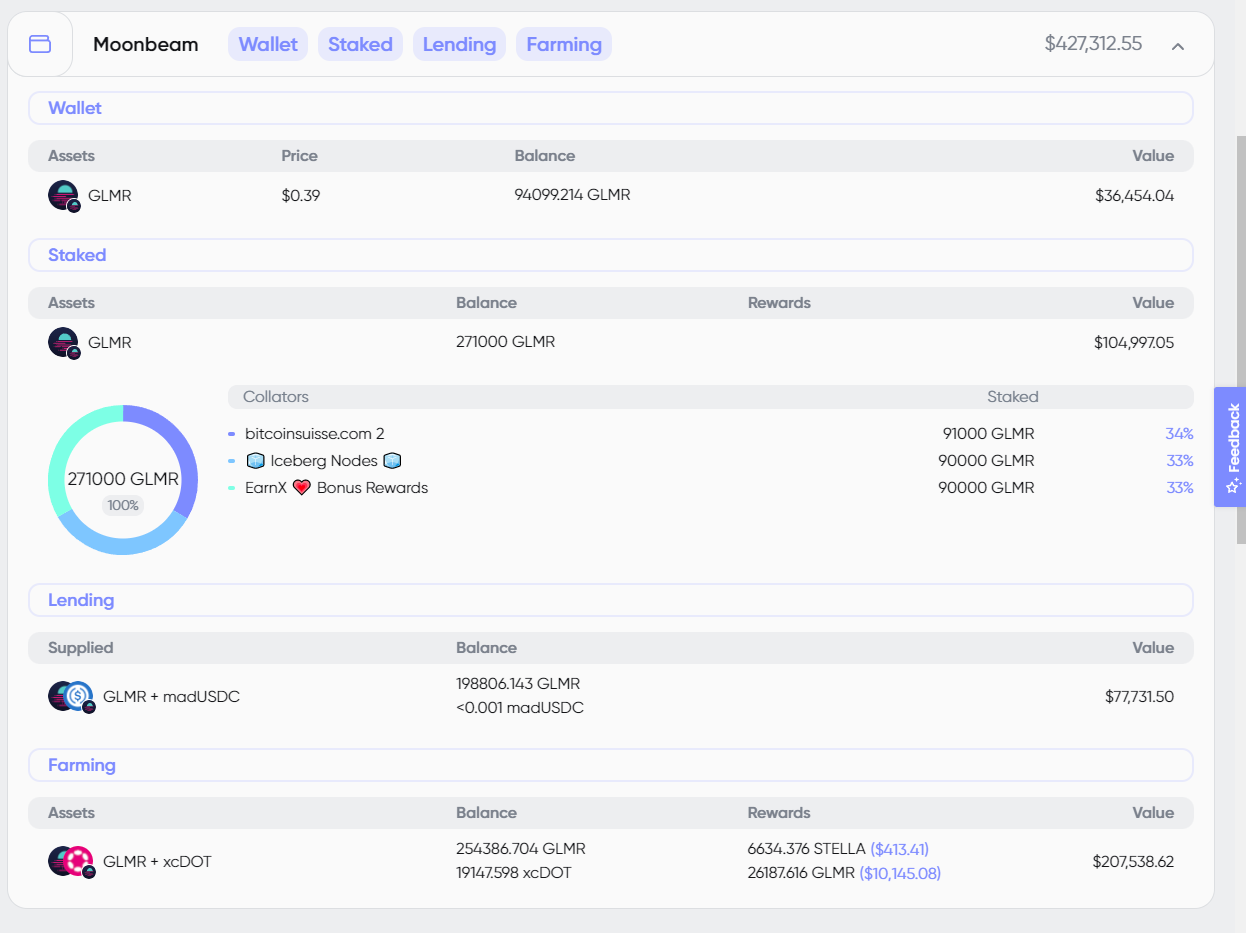 Moonbeam Wallet Staked Lending Farming $427,312.55
Wallet
Assets Price Balance Value
GLMR $0.39 94099.214 GLMR $36,454.04
Staked
Assets Balance Rewards Value
GLMR 271000 GLMR $104,997.05
Collators Staked
bitcoinsuisse.com 2 91000 GLMR 34%
Iceberg Nodes 90000 GLMR 33%
EarnX ❤️ Bonus Rewards 90000 GLMR 33%
271000 GLMR
100%
Lending
Supplied Balance Value
GLMR + madUSDC 198806.143 GLMR $77,731.50
<0.001 madUSDC
Farming
Assets Balance Rewards Value
GLMR + xcDOT 254386.704 GLMR 6634.376 STELLA ($413.41) $207,538.62
19147.598 xcDOT 26187.616 GLMR ($10,145.08)
Feedback